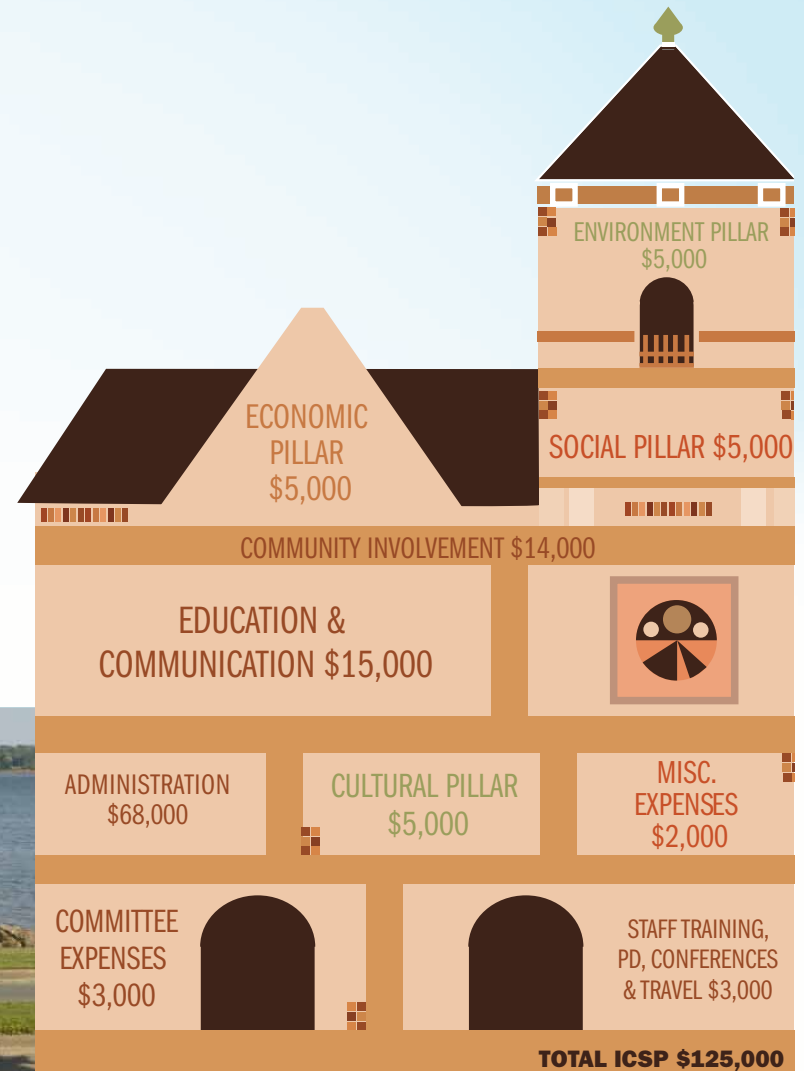 ENVIRONMENT PILLAR
$5,000
ECONOMIC
PILLAR
$5,000
SOCIAL PILLAR $5,000
COMMUNITY INVOLVEMENT $14,000
EDUCATION &
COMMUNICATION $15,000
ADMINISTRATION
$68,000
CULTURAL PILLAR
$5,000
MISC.
EXPENSES
$2,000
COMMITTEE
EXPENSES
$3,000
STAFF TRAINING,
PD, CONFERENCES
& TRAVEL $3,000
TOTAL ICSP $125,000